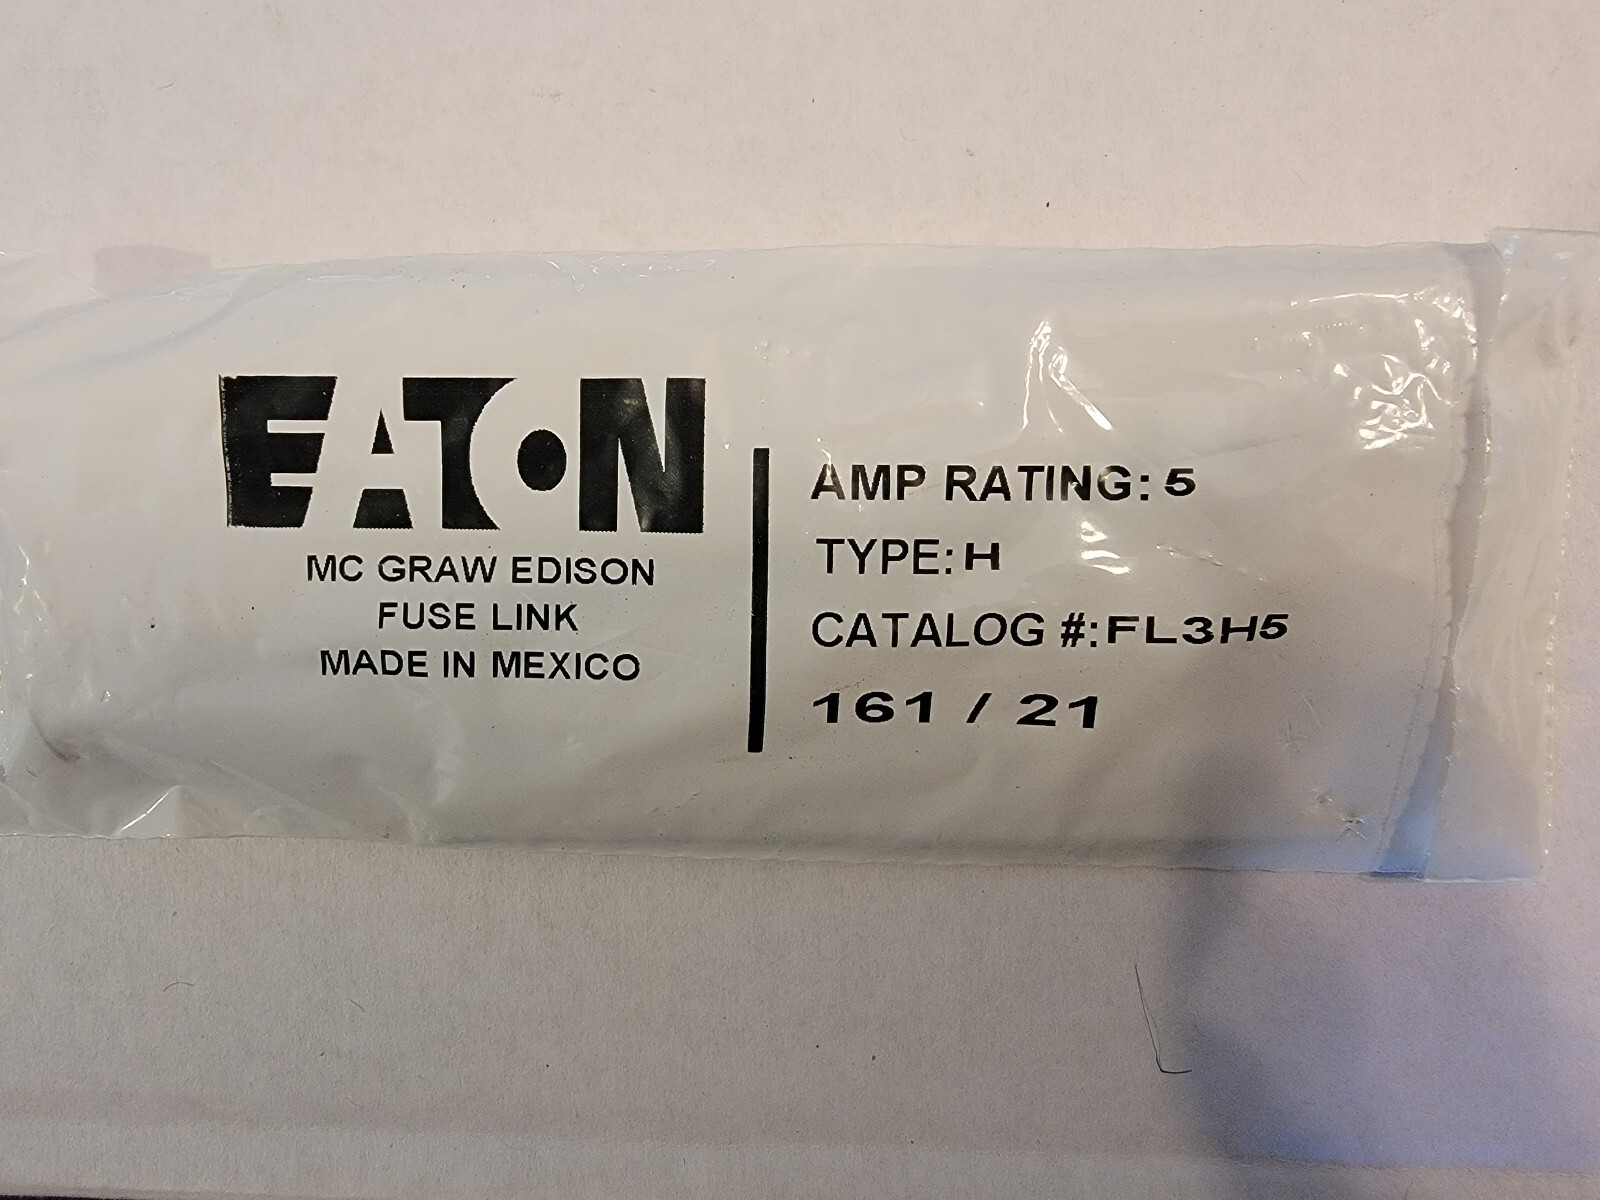 EATON
MC GRAW EDISON
FUSE LINK
MADE IN MEXICO
AMP RATING: 5
TYPE: H
CATALOG #: FL3H5
161 / 21